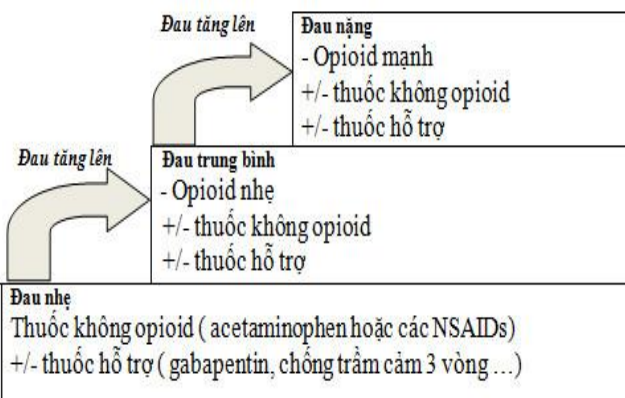 Đau tăng lên
Đau nặng
- Opioid mạnh
+/- thuốc không opioid
+/- thuốc hỗ trợ
Đau tăng lên
Đau trung bình
- Opioid nhẹ
+/- thuốc không opioid
+/- thuốc hỗ trợ
Đau nhẹ
Thuốc không opioid ( acetaminophen hoặc các NSAIDs)
+/- thuốc hỗ trợ ( gabapentin, chống trầm cảm 3 vòng …)